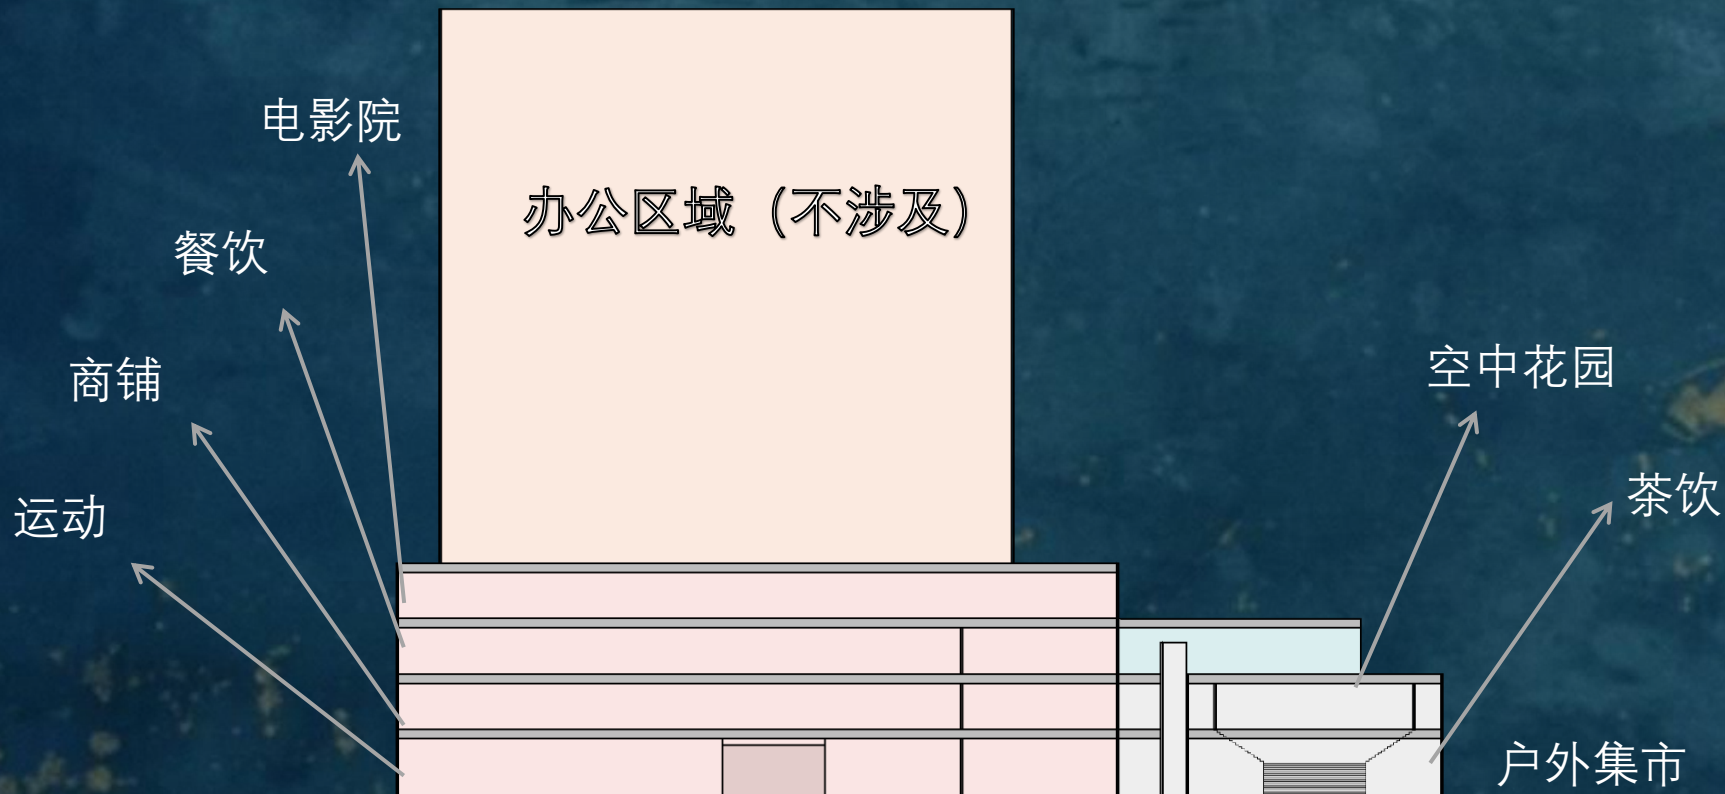 电影院
办公区域（不涉及）
餐饮
商铺
空中花园
茶饮
运动
户外集市